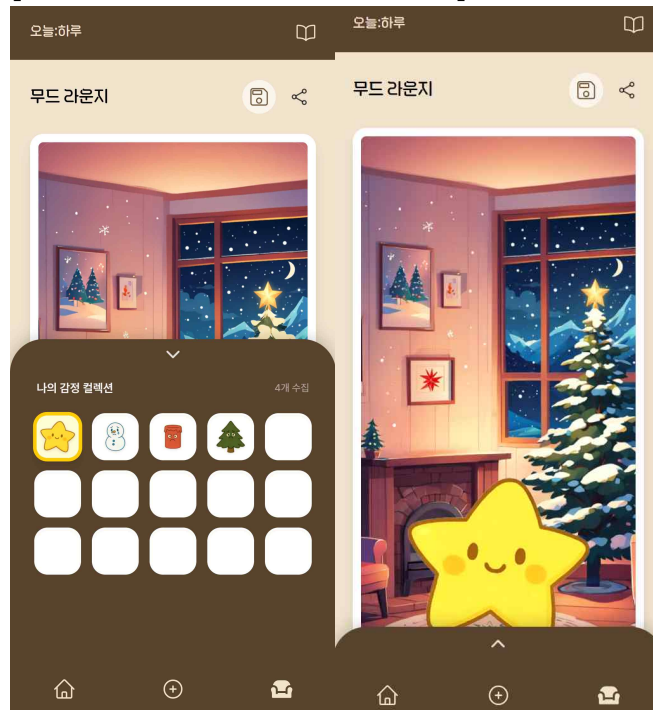 오늘:하루
무드 라운지
나의 감정 컬렉션
4개 수집
오늘:하루
무드 라운지